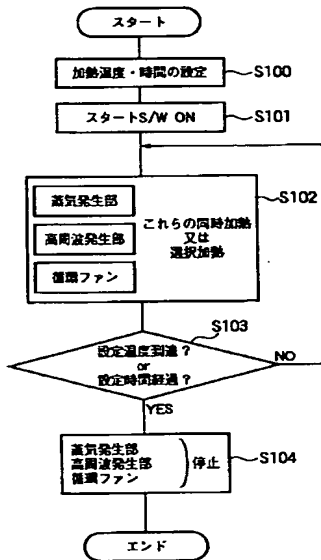 スタート
加熱温度・時間の設定
S100
スタートS/W ON
S101
S102
蒸気発生部
高周波発生部
循環ファン
これらの同時加熱
又は
選択加熱
S103
設定温度到達？
or
設定時間経過？
NO
YES
蒸気発生部
高周波発生部
循環ファン
停止
S104
エンド